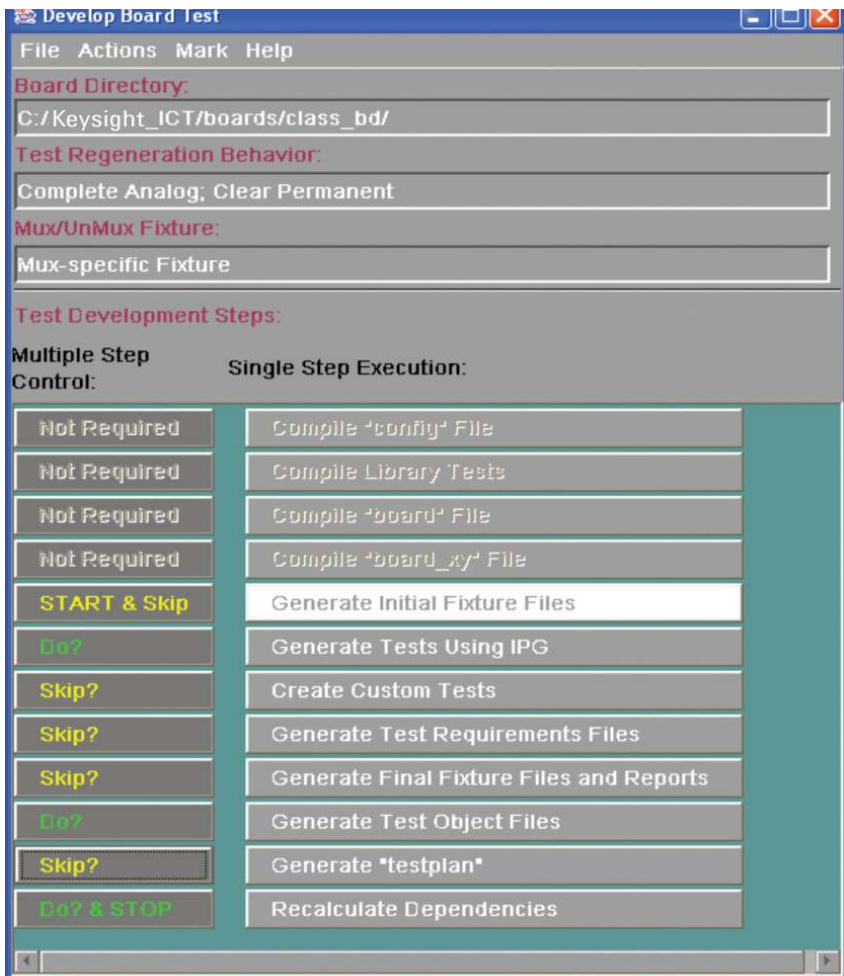 Develop Board Test
File Actions Mark Help
Board Directory:
C:/Keysight_ICT/boards/class_bd/
Test Regeneration Behavior:
Complete Analog; Clear Permanent
Mux/UnMux Fixture:
Mux-specific Fixture
Test Development Steps:
Multiple Step
Control:
Single Step Execution:
Not Required Compile "config" File
Not Required Compile Library Tests
Not Required Compile "board" File
Not Required Compile "board_xy" File
START & Skip Generate Initial Fixture Files
Do? Generate Tests Using IPG
Skip? Create Custom Tests
Skip? Generate Test Requirements Files
Skip? Generate Final Fixture Files and Reports
Do? Generate Test Object Files
Skip? Generate "testplan"
Do? & STOP Recalculate Dependencies